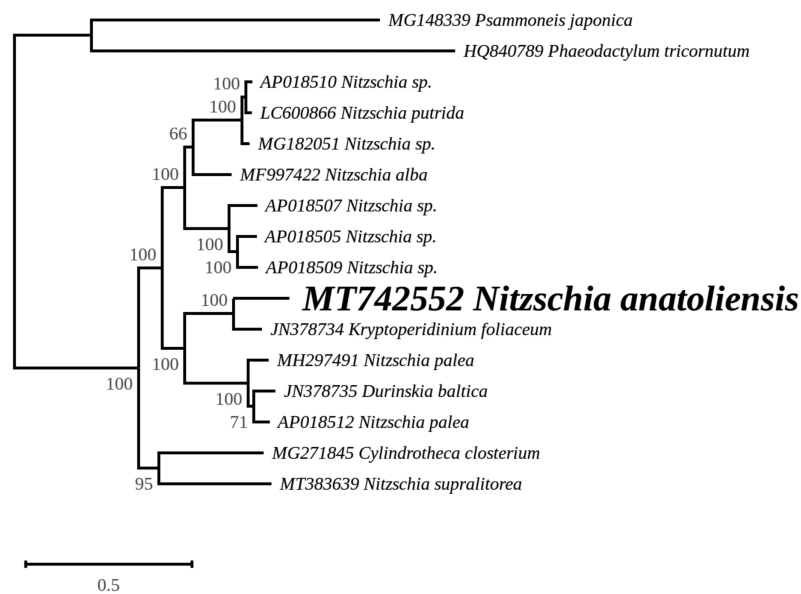 MG148339 Psammoneis japonica
HQ840789 Phaeodactylum tricornutum
100 AP018510 Nitzschia sp.
100 LC600866 Nitzschia putrida
66 MG182051 Nitzschia sp.
100 MF997422 Nitzschia alba
AP018507 Nitzschia sp.
100 AP018505 Nitzschia sp.
100 100 AP018509 Nitzschia sp.
100 MT742552 Nitzschia anatoliensis
JN378734 Kryptoperidinium foliaceum
100 MH297491 Nitzschia palea
100 100 JN378735 Durinskia baltica
71 AP018512 Nitzschia palea
MG271845 Cylindrotheca closterium
95 MT383639 Nitzschia supralitorea
0.5